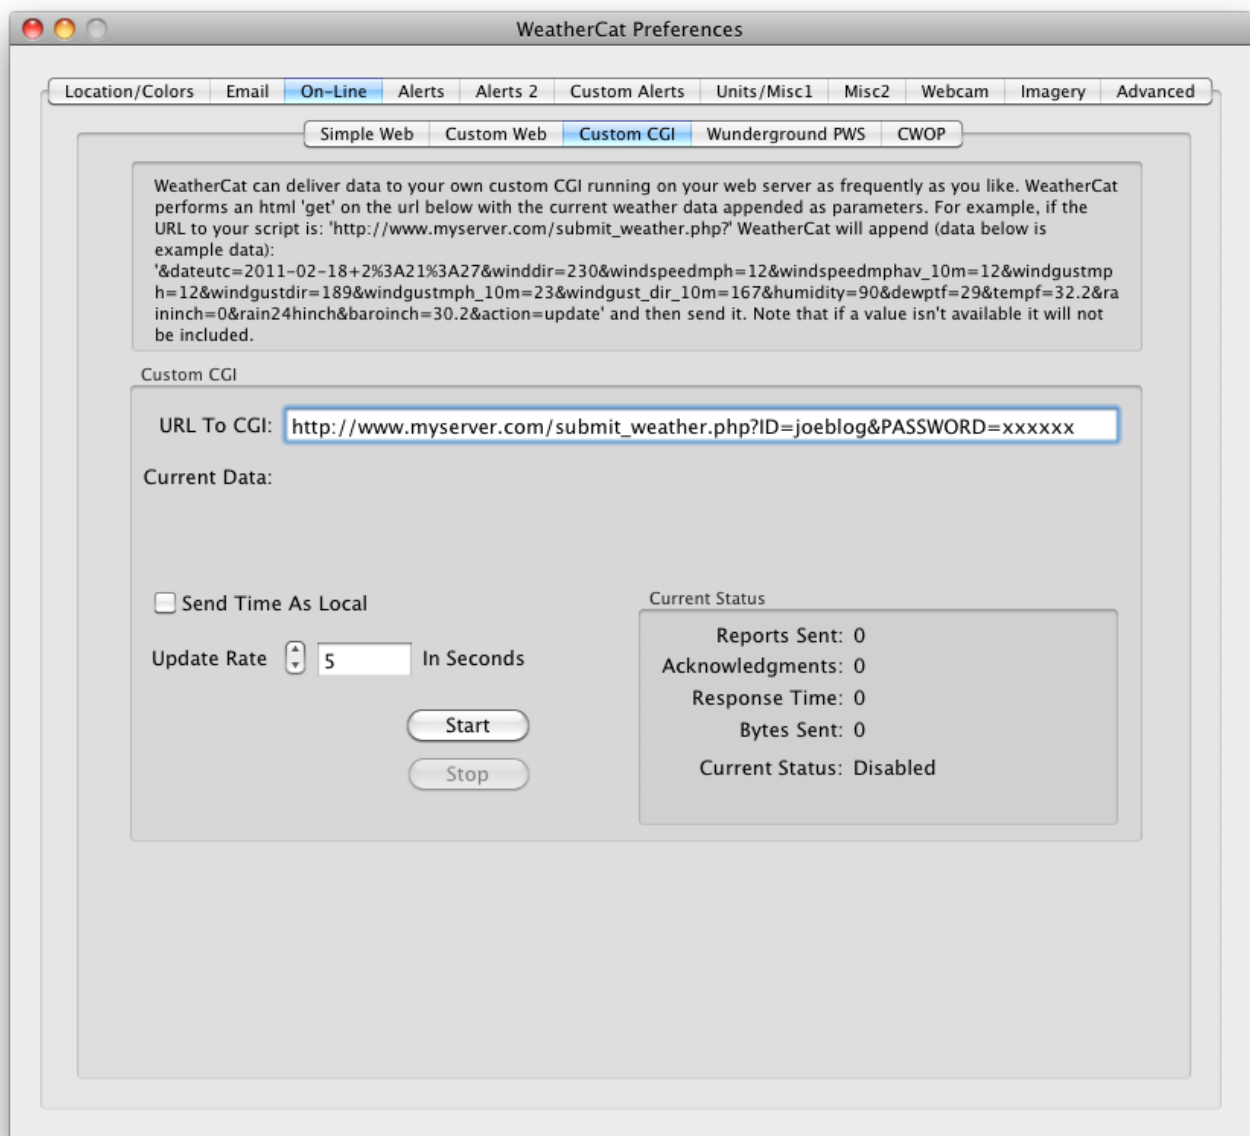 WeatherCat Preferences
Location/Colors Email On-Line Alerts Alerts 2 Custom Alerts Units/Misc1 Misc2 Webcam Imagery Advanced
Simple Web Custom Web Custom CGI Wunderground PWS CWOP
WeatherCat can deliver data to your own custom CGI running on your web server as frequently as you like. WeatherCat
performs an html 'get' on the url below with the current weather data appended as parameters. For example, if the
URL to your script is: 'http://www.myserver.com/submit_weather.php?' WeatherCat will append (data below is
example data):
'&dateutc=2011-02-18+2%3A21%3A27&winddir=230&windspeedmph=12&windspeedmphav_10m=12&windgustmp
h=12&windgustdir=189&windgustmph_10m=23&windgust_dir_10m=167&humidity=90&dewptf=29&tempf=32.2&ra
ininch=0&rain24hinch&baroinch=30.2&action=update' and then send it. Note that if a value isn't available it will not
be included.
Custom CGI
URL To CGI: http://www.myserver.com/submit_weather.php?ID=joeblog&PASSWORD=xxxxxx
Current Data:
Send Time As Local
Update Rate 5 In Seconds
Start
Stop
Current Status
Reports Sent: 0
Acknowledgments: 0
Response Time: 0
Bytes Sent: 0
Current Status: Disabled